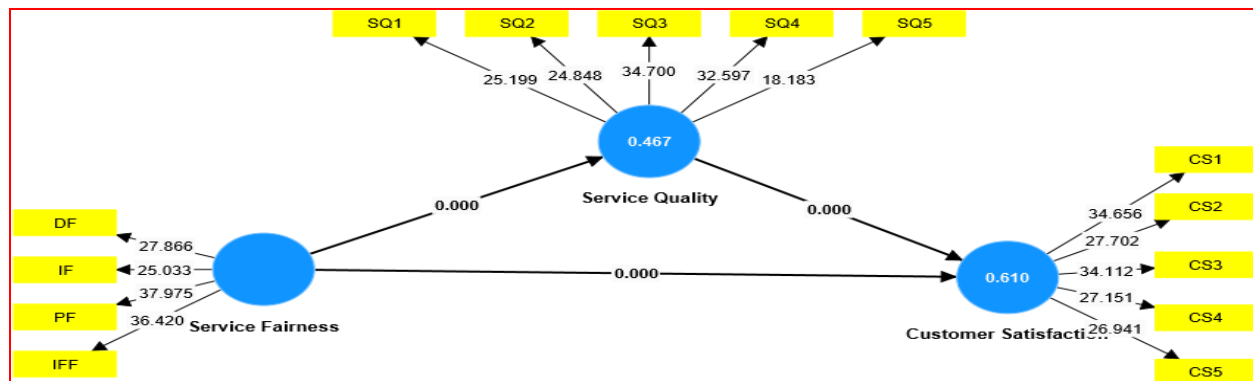 SQ1 SQ2 SQ3 SQ4 SQ5
25.199 24.848 34.700 32.597 18.183
0.467
Service Quality
0.000 0.000
CS1
34.656
CS2
27.702
DF
27.866
IF
25.033
0.000
0.610
34.112
CS3
PF
37.975
27.151
CS4
36.420
Service Fairness
Customer Satisfactio...
26.941
IFF
CS5